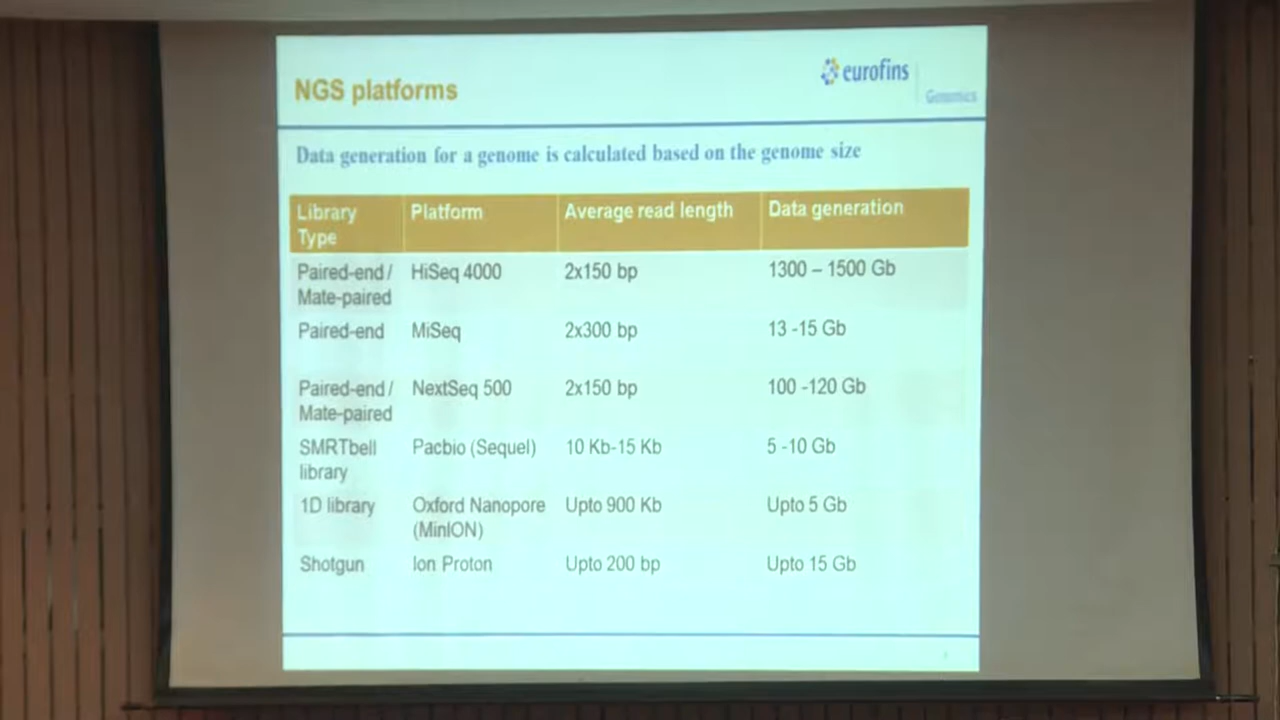 NGS platforms
eurofins
Genomics
Data generation for a genome is calculated based on the genome size
Library Type | Platform | Average read length | Data generation
Paired-end / Mate-paired | HiSeq 4000 | 2x150 bp | 1300 – 1500 Gb
Paired-end | MiSeq | 2x300 bp | 13 -15 Gb
Paired-end / Mate-paired | NextSeq 500 | 2x150 bp | 100 -120 Gb
SMRTbell library | Pacbio (Sequel) | 10 Kb-15 Kb | 5 -10 Gb
1D library | Oxford Nanopore (MinION) | Upto 900 Kb | Upto 5 Gb
Shotgun | Ion Proton | Upto 200 bp | Upto 15 Gb